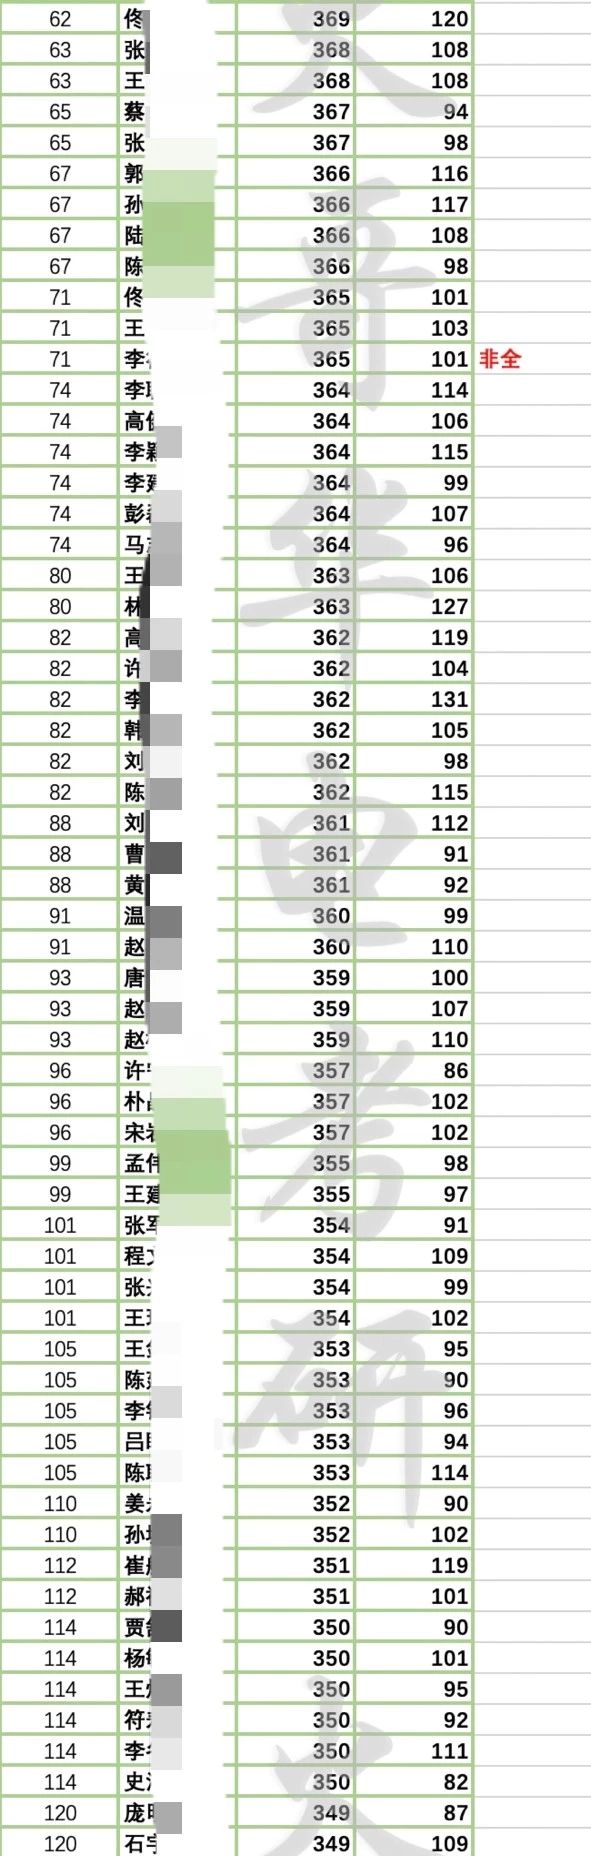 62 佟 369 120
63 张 368 108
63 王 368 108
65 蔡 367 94
65 张 367 98
67 郭 366 116
67 孙 366 117
67 陆 366 108
67 陈 366 98
71 佟 365 101
71 王 365 103
71 李 365 101 非全
74 李 364 114
74 高 364 106
74 李 364 115
74 李 364 99
74 彭 364 107
74 马 364 96
80 王 363 106
80 林 363 127
82 高 362 119
82 许 362 104
82 李 362 131
82 韩 362 105
82 刘 362 98
82 陈 362 115
88 刘 361 112
88 曹 361 91
88 黄 361 92
91 温 360 99
91 赵 360 110
93 唐 359 100
93 赵 359 107
93 赵 359 110
96 许 357 86
96 朴 357 102
96 宋 357 102
99 孟伟 355 98
99 王建 355 97
101 张军 354 91
101 程文 354 109
101 张 354 99
101 王 354 102
105 王 353 95
105 陈 353 90
105 李 353 96
105 吕 353 94
105 陈 353 114
110 姜 352 90
110 孙 352 102
112 崔 351 119
112 郝 351 101
114 贾 350 90
114 杨 350 101
114 王 350 95
114 符 350 92
114 李 350 111
114 史 350 82
120 庞 349 87
120 石宇 349 109
大哥华电考研大